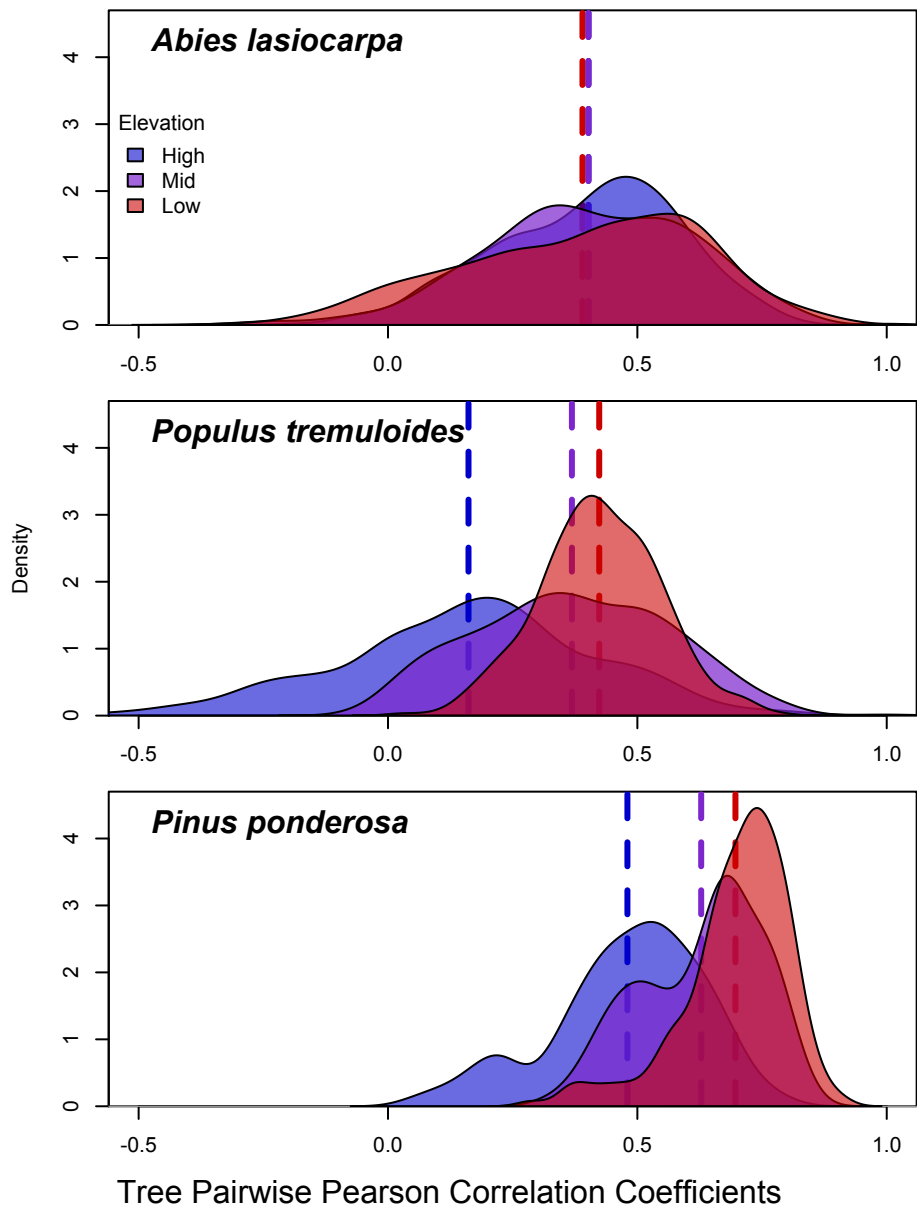 Abies lasiocarpa
Elevation
High
Mid
Low
4
3
2
1
0
-0.5 0.0 0.5 1.0
Populus tremuloides
4
3
2
1
0
-0.5 0.0 0.5 1.0
Density
Pinus ponderosa
4
3
2
1
0
-0.5 0.0 0.5 1.0
Tree Pairwise Pearson Correlation Coefficients